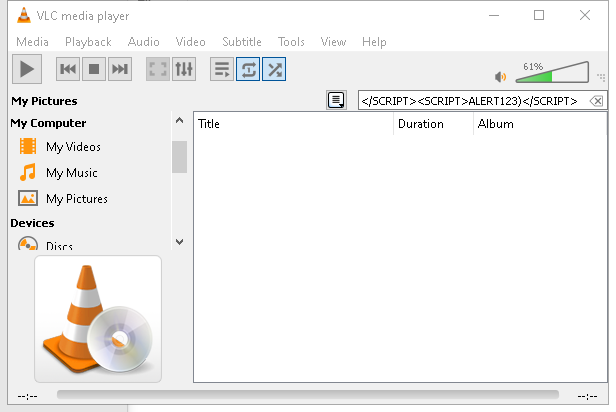 VLC media player
Media Playback Audio Video Subtitle Tools View Help
61%
My Pictures
</SCRIPT><SCRIPT>ALERT123)</SCRIPT>
My Computer
Title Duration Album
My Videos
My Music
My Pictures
Devices
Discs
--:-- --:--